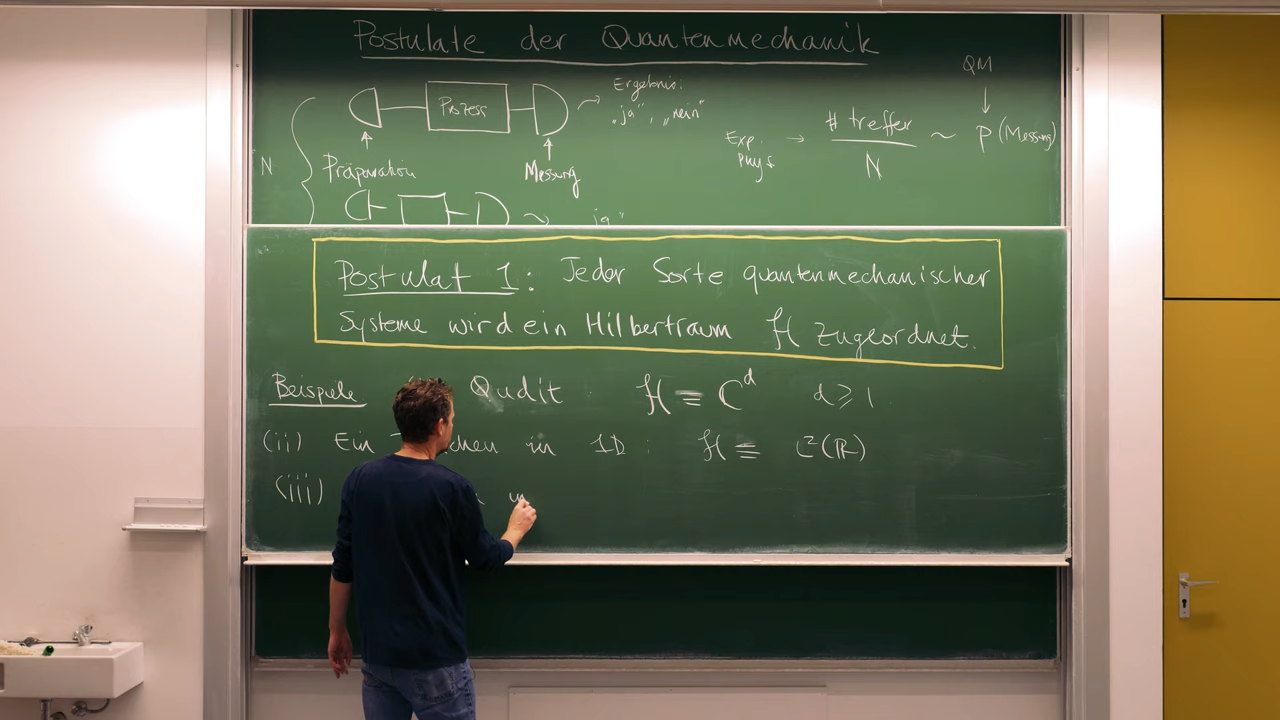 Postulate der Quantenmechanik
QM
Ergebnis:
Prozess
„ja", „nein"
Exp. → # treffer / N ~ p (Messung)
Phys
N
Präparation
Messung
„ja"
Postulat 1: Jeder Sorte quantenmechanischer
Systeme wird ein Hilbertraum ℋ zugeordnet.
Beispiele Qudit : ℋ = ℂ^d d ≥ 1
(ii) Ein chen in 1D : ℋ ≡ ℒ²(ℝ)
(iii)